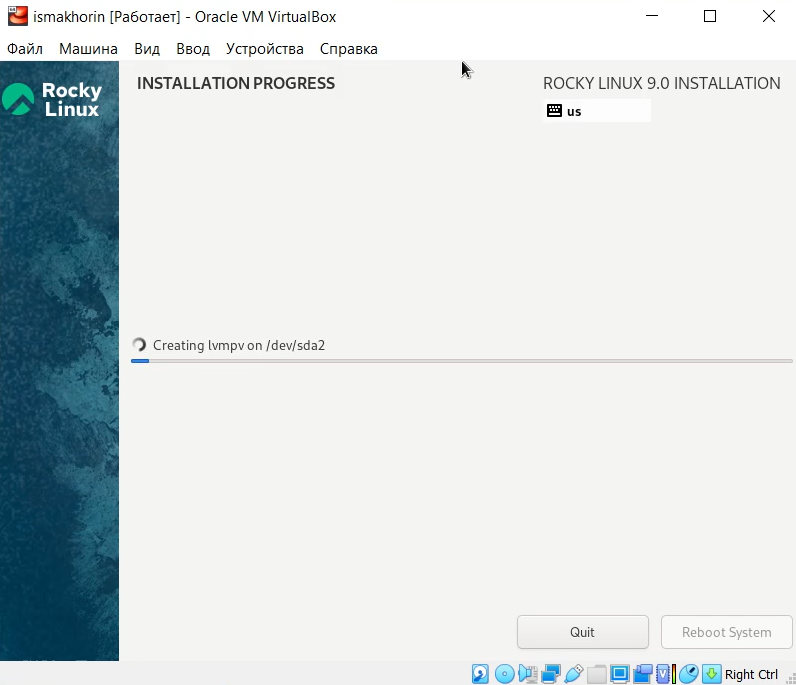 ismakhorin [Работает] - Oracle VM VirtualBox
Файл Машина Вид Ввод Устройства Справка
Rocky
Linux
INSTALLATION PROGRESS
ROCKY LINUX 9.0 INSTALLATION
us
Creating lvmpv on /dev/sda2
Quit
Reboot System
Right Ctrl